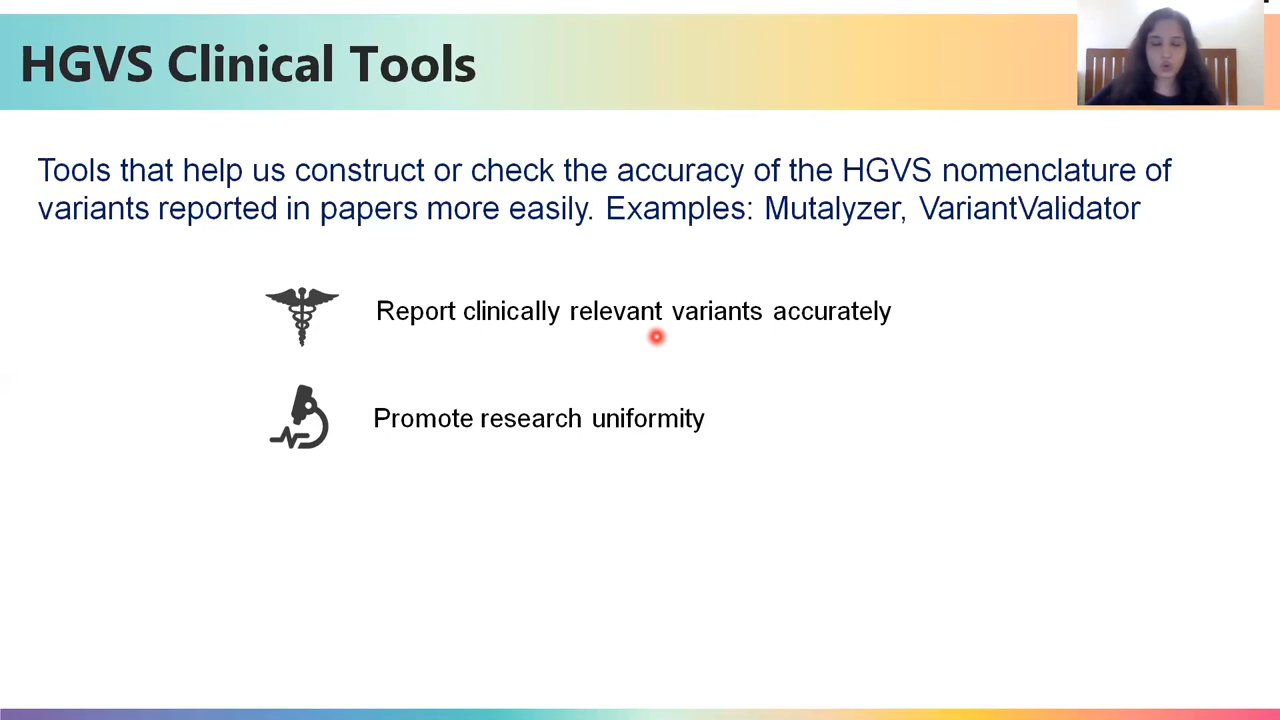 HGVS Clinical Tools
Tools that help us construct or check the accuracy of the HGVS nomenclature of
variants reported in papers more easily. Examples: Mutalyzer, VariantValidator
Report clinically relevant variants accurately
Promote research uniformity